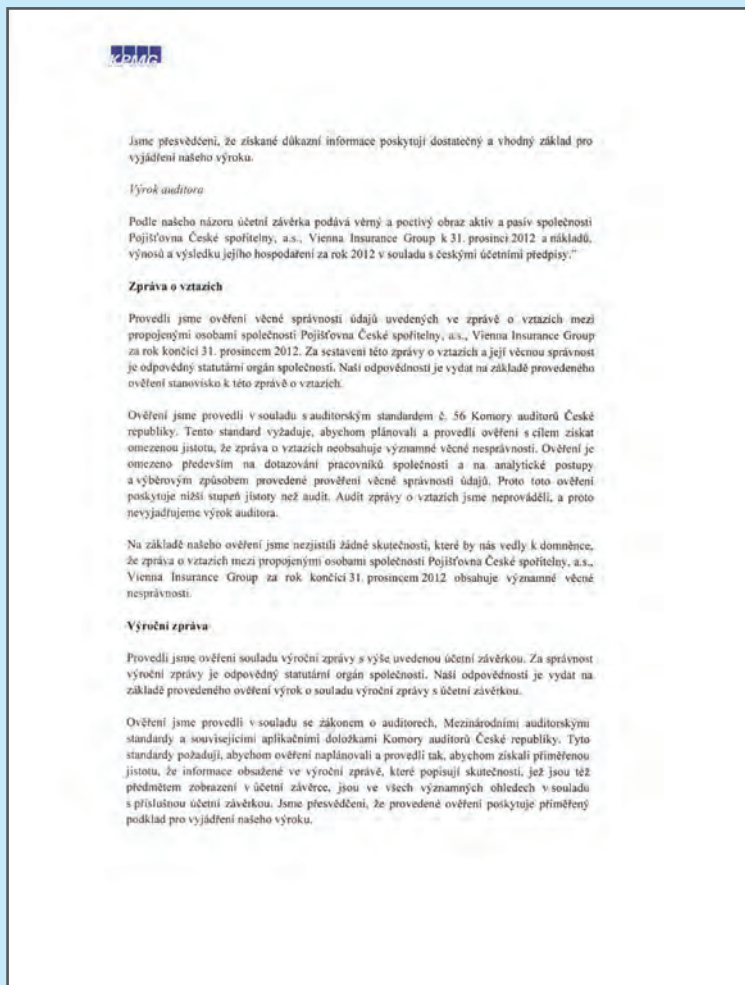 KPMG
Jsme přesvědčeni, že získané důkazní informace poskytují dostatečný a vhodný základ pro
vyjádření našeho výroku.
Výrok auditora
Podle našeho názoru účetní závěrka podává věrný a poctivý obraz aktiv a pasiv společnosti
Pojišťovna České spořitelny, a.s., Vienna Insurance Group k 31. prosinci 2012 a nákladů,
výnosů a výsledku jejího hospodaření za rok 2012 v souladu s českými účetními předpisy.“
Zpráva o vztazích
Provedli jsme ověření věcné správnosti údajů uvedených ve zprávě o vztazích mezi
propojenými osobami společnosti Pojišťovna České spořitelny, a.s., Vienna Insurance Group
za rok končící 31. prosincem 2012. Za sestavení této zprávy o vztazích a její věcnou správnost
je odpovědný statutární orgán společnosti. Naší odpovědností je vydat na základě provedeného
ověření stanovisko k této zprávě o vztazích.
Ověření jsme provedli v souladu s auditorským standardem č. 56 Komory auditorů České
republiky. Tento standard vyžaduje, abychom plánovali a provedli ověření s cílem získat
omezenou jistotu, že zpráva o vztazích neobsahuje významné věcné nesprávnosti. Ověření je
omezeno především na dotazování pracovníků společnosti a na analytické postupy
a výběrovým způsobem provedené prověření věcné správnosti údajů. Proto toto ověření
poskytuje nižší stupeň jistoty než audit. Audit zprávy o vztazích jsme neprováděli, a proto
nevyjadřujeme výrok auditora.
Na základě našeho ověření jsme nezjistili žádné skutečnosti, které by nás vedly k domněnce,
že zpráva o vztazích mezi propojenými osobami společnosti Pojišťovna České spořitelny, a.s.,
Vienna Insurance Group za rok končící 31. prosincem 2012 obsahuje významné věcné
nesprávnosti.
Výroční zpráva
Provedli jsme ověření souladu výroční zprávy s výše uvedenou účetní závěrkou. Za správnost
výroční zprávy je odpovědný statutární orgán společnosti. Naší odpovědností je vydat na
základě provedeného ověření výrok o souladu výroční zprávy s účetní závěrkou.
Ověření jsme provedli v souladu se zákonem o auditorech, Mezinárodními auditorskými
standardy a souvisejícími aplikačními doložkami Komory auditorů České republiky. Tyto
standardy požadují, abychom ověření naplánovali a provedli tak, abychom získali přiměřenou
jistotu, že informace obsažené ve výroční zprávě, které popisují skutečnosti, jež jsou též
předmětem zobrazení v účetní závěrce, jsou ve všech významných ohledech v souladu
s příslušnou účetní závěrkou. Jsme přesvědčeni, že provedené ověření poskytuje přiměřený
podklad pro vyjádření našeho výroku.